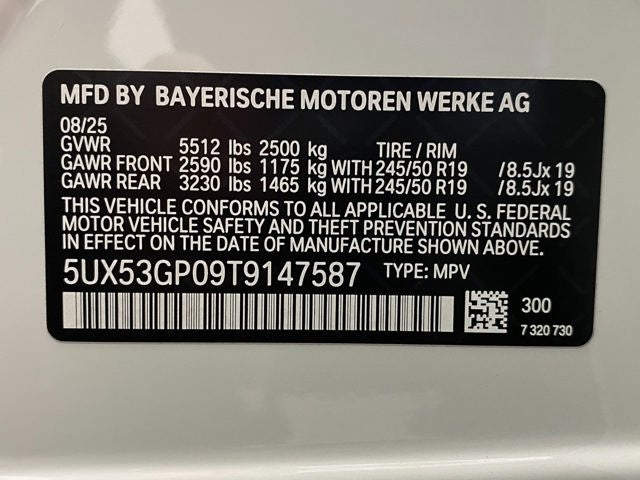 MFD BY BAYERISCHE MOTOREN WERKE AG
08/25
GVWR 5512 lbs 2500 kg TIRE / RIM
GAWR FRONT 2590 lbs 1175 kg WITH 245/50 R19 /8.5Jx 19
GAWR REAR 3230 lbs 1465 kg WITH 245/50 R19 /8.5Jx 19
THIS VEHICLE CONFORMS TO ALL APPLICABLE U. S. FEDERAL
MOTOR VEHICLE SAFETY AND THEFT PREVENTION STANDARDS
IN EFFECT ON THE DATE OF MANUFACTURE SHOWN ABOVE.
5UX53GP09T9147587 TYPE: MPV
300
7 320 730